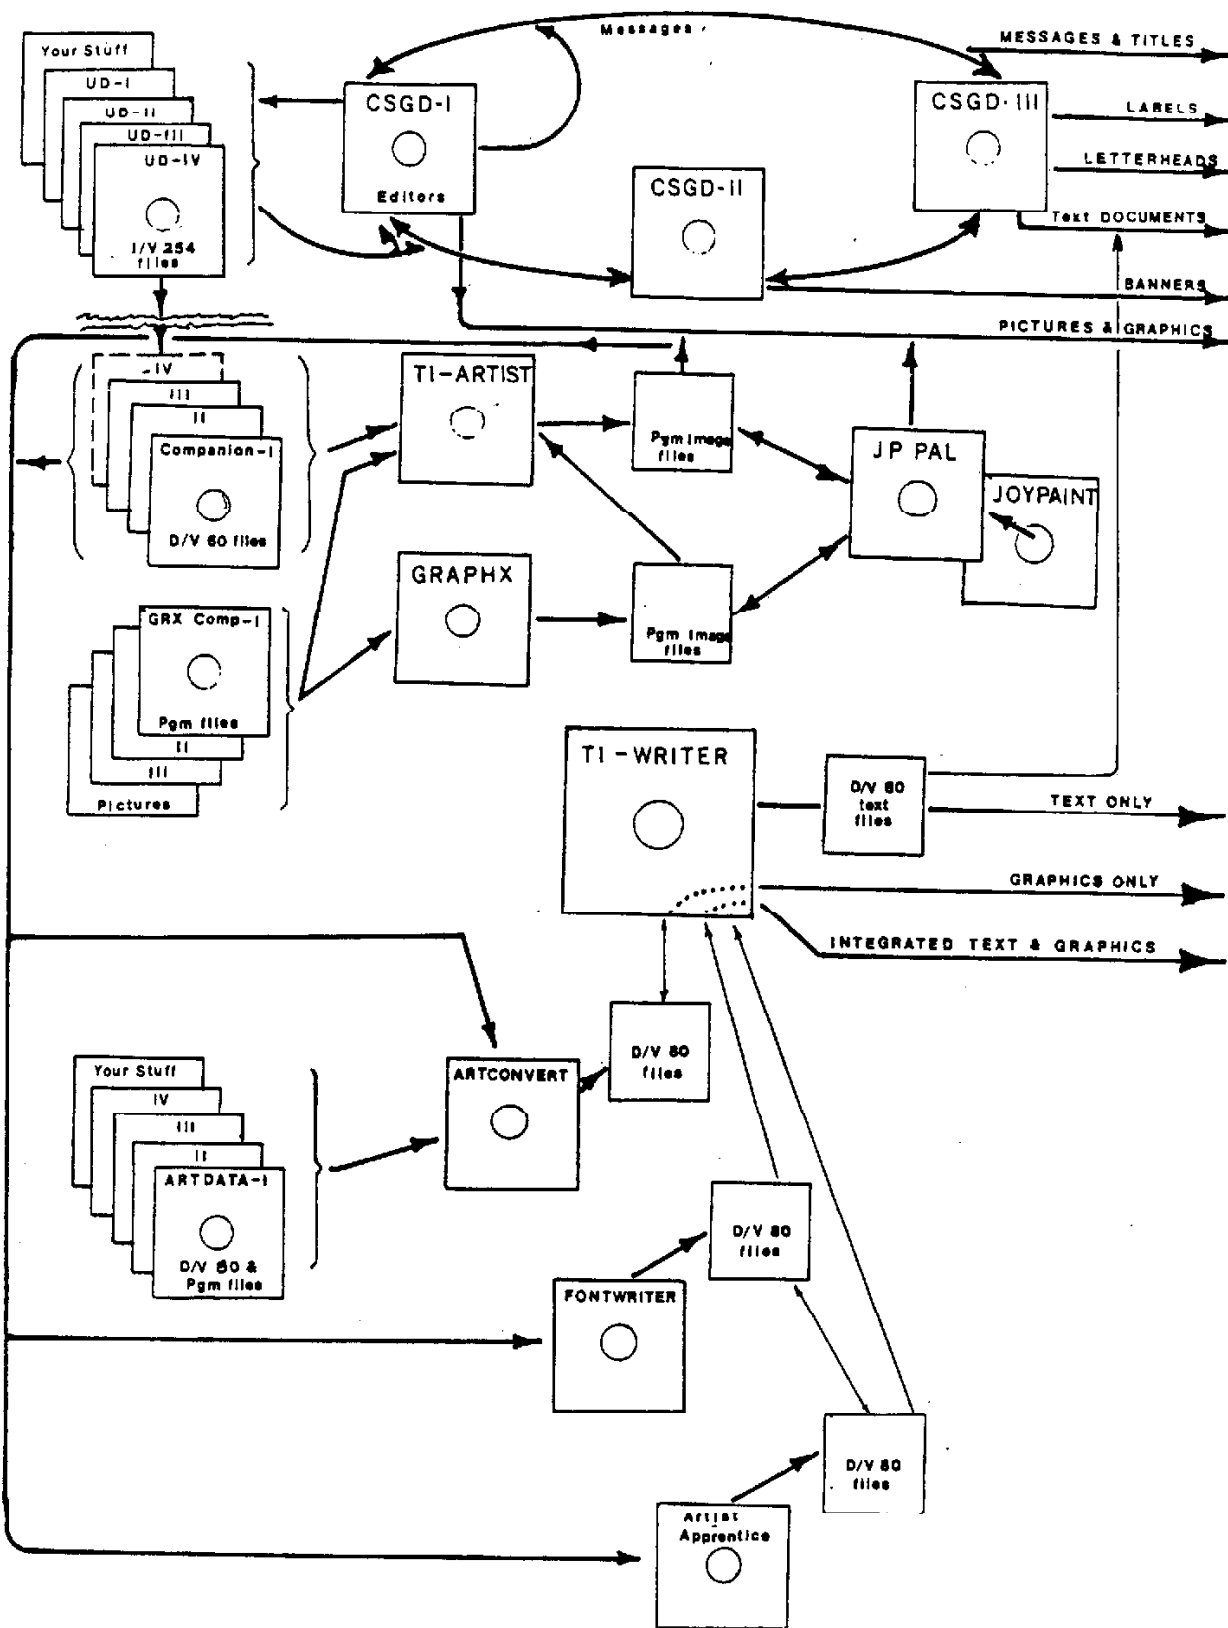 Messages
MESSAGES & TITLES
Your Stuff
UD-I
UD-II
UD-III
UD-IV
I/V 254
files
CSGD-I
Editors
CSGD-II
CSGD-III
LABELS
LETTERHEADS
Text DOCUMENTS
BANNERS
PICTURES & GRAPHICS
IV
III
II
Companion-I
D/V 80 files
TI-ARTIST
Pgm Image
files
JP PAL
JOYPAINT
GRAPHX
Pgm Image
files
GRX Comp-I
Pgm files
II
III
Pictures
TI-WRITER
D/V 80
text
files
TEXT ONLY
GRAPHICS ONLY
INTEGRATED TEXT & GRAPHICS
D/V 80
files
Your Stuff
IV
III
II
ARTDATA-I
D/V 80 &
Pgm files
ARTCONVERT
D/V 80
files
FONTWRITER
D/V 80
files
Artist
Apprentice